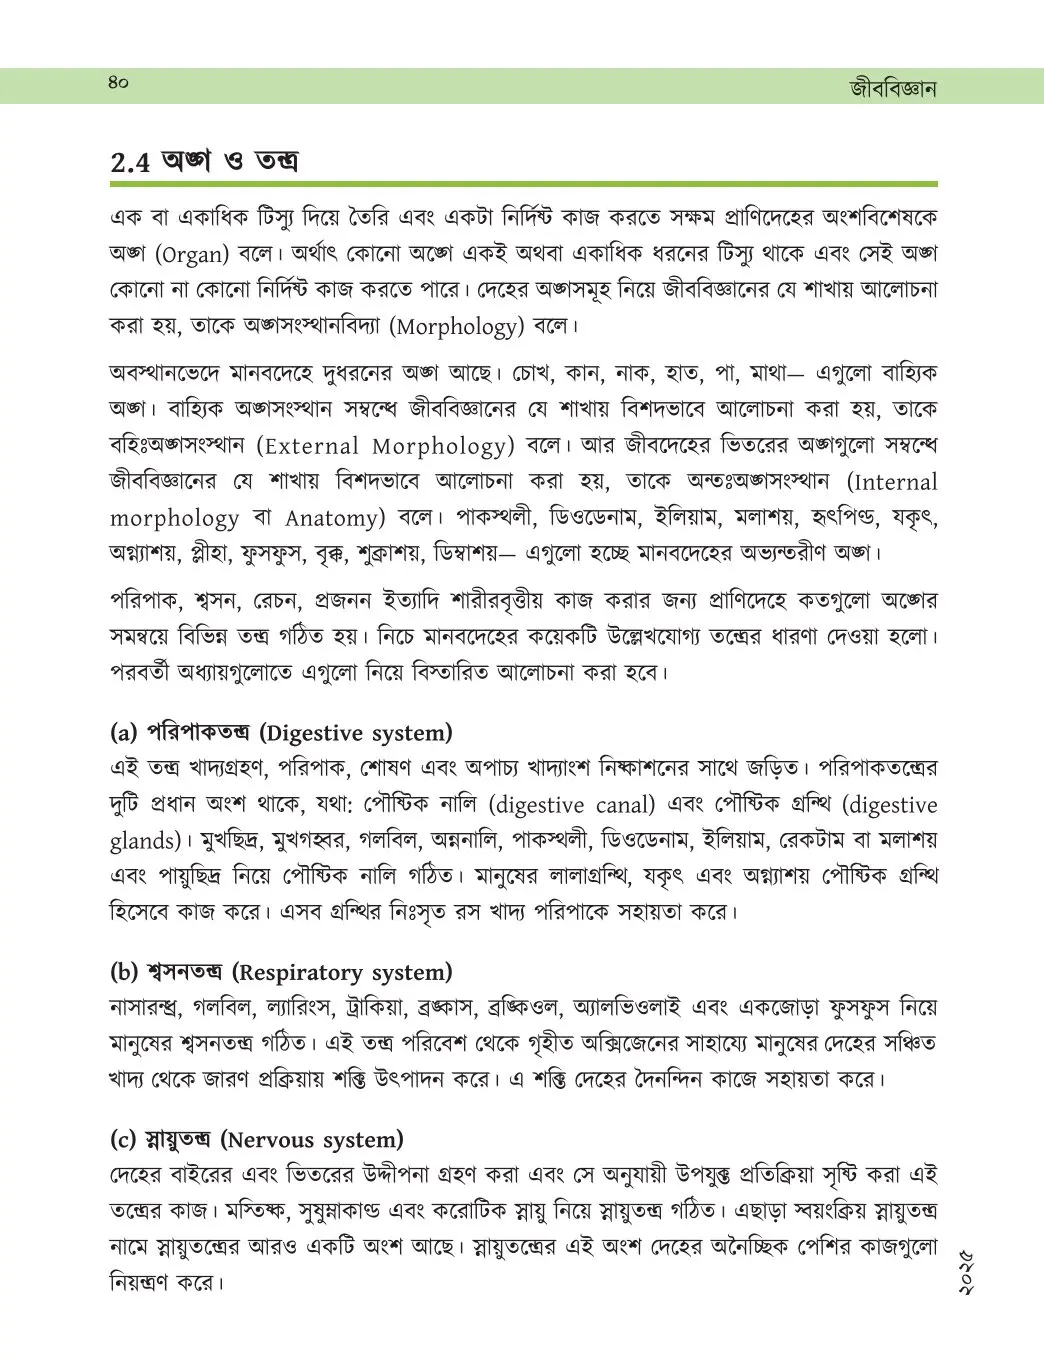 ৪০
জীববিজ্ঞান
2.4 অঙ্গ ও তন্ত্র
এক বা একাধিক টিস্যু দিয়ে তৈরি এবং একটা নির্দিষ্ট কাজ করতে সক্ষম প্রাণিদেহের অংশবিশেষকে
অঙ্গ (Organ) বলে। অর্থাৎ কোনো অঙ্গে একই অথবা একাধিক ধরনের টিস্যু থাকে এবং সেই অঙ্গ
কোনো না কোনো নির্দিষ্ট কাজ করতে পারে। দেহের অঙ্গসমূহ নিয়ে জীববিজ্ঞানের যে শাখায় আলোচনা
করা হয়, তাকে অঙ্গসংস্থানবিদ্যা (Morphology) বলে।
অবস্থানভেদে মানবদেহে দুধরনের অঙ্গ আছে। চোখ, কান, নাক, হাত, পা, মাথা— এগুলো বাহ্যিক
অঙ্গ। বাহ্যিক অঙ্গসংস্থান সম্বন্ধে জীববিজ্ঞানের যে শাখায় বিশদভাবে আলোচনা করা হয়, তাকে
বহিঃঅঙ্গসংস্থান (External Morphology) বলে। আর জীবদেহের ভিতরের অঙ্গগুলো সম্বন্ধে
জীববিজ্ঞানের যে শাখায় বিশদভাবে আলোচনা করা হয়, তাকে অন্তঃঅঙ্গসংস্থান (Internal
morphology বা Anatomy) বলে। পাকস্থলী, ডিওডেনাম, ইলিয়াম, মলাশয়, হৃৎপিণ্ড, যকৃৎ,
অগ্ন্যাশয়, প্লীহা, ফুসফুস, বৃক্ক, শুক্রাশয়, ডিম্বাশয়— এগুলো হচ্ছে মানবদেহের অভ্যন্তরীণ অঙ্গ।
পরিপাক, শ্বসন, রেচন, প্রজনন ইত্যাদি শারীরবৃত্তীয় কাজ করার জন্য প্রাণিদেহে কতগুলো অঙ্গের
সমন্বয়ে বিভিন্ন তন্ত্র গঠিত হয়। নিচে মানবদেহের কয়েকটি উল্লেখযোগ্য তন্ত্রের ধারণা দেওয়া হলো।
পরবর্তী অধ্যায়গুলোতে এগুলো নিয়ে বিস্তারিত আলোচনা করা হবে।
(a) পরিপাকতন্ত্র (Digestive system)
এই তন্ত্র খাদ্যগ্রহণ, পরিপাক, শোষণ এবং অপাচ্য খাদ্যাংশ নিষ্কাশনের সাথে জড়িত। পরিপাকতন্ত্রের
দুটি প্রধান অংশ থাকে, যথা: পৌষ্টিক নালি (digestive canal) এবং পৌষ্টিক গ্রন্থি (digestive
glands)। মুখছিদ্র, মুখগহ্বর, গলবিল, অন্ননালি, পাকস্থলী, ডিওডেনাম, ইলিয়াম, রেকটাম বা মলাশয়
এবং পায়ুছিদ্র নিয়ে পৌষ্টিক নালি গঠিত। মানুষের লালাগ্রন্থি, যকৃৎ এবং অগ্ন্যাশয় পৌষ্টিক গ্রন্থি
হিসেবে কাজ করে। এসব গ্রন্থির নিঃসৃত রস খাদ্য পরিপাকে সহায়তা করে।
(b) শ্বসনতন্ত্র (Respiratory system)
নাসারন্ধ্র, গলবিল, ল্যারিংস, ট্রাকিয়া, ব্রঙ্কাস, ব্রঙ্কিওল, অ্যালভিওলাই এবং একজোড়া ফুসফুস নিয়ে
মানুষের শ্বসনতন্ত্র গঠিত। এই তন্ত্র পরিবেশ থেকে গৃহীত অক্সিজেনের সাহায্যে মানুষের দেহের সঞ্চিত
খাদ্য থেকে জারণ প্রক্রিয়ায় শক্তি উৎপাদন করে। এ শক্তি দেহের দৈনন্দিন কাজে সহায়তা করে।
(c) স্নায়ুতন্ত্র (Nervous system)
দেহের বাইরের এবং ভিতরের উদ্দীপনা গ্রহণ করা এবং সে অনুযায়ী উপযুক্ত প্রতিক্রিয়া সৃষ্টি করা এই
তন্ত্রের কাজ। মস্তিষ্ক, সুষুম্নাকাণ্ড এবং করোটিক স্নায়ু নিয়ে স্নায়ুতন্ত্র গঠিত। এছাড়া স্বয়ংক্রিয় স্নায়ুতন্ত্র
নামে স্নায়ুতন্ত্রের আরও একটি অংশ আছে। স্নায়ুতন্ত্রের এই অংশ দেহের অনৈচ্ছিক পেশির কাজগুলো
নিয়ন্ত্রণ করে।
২০২৫